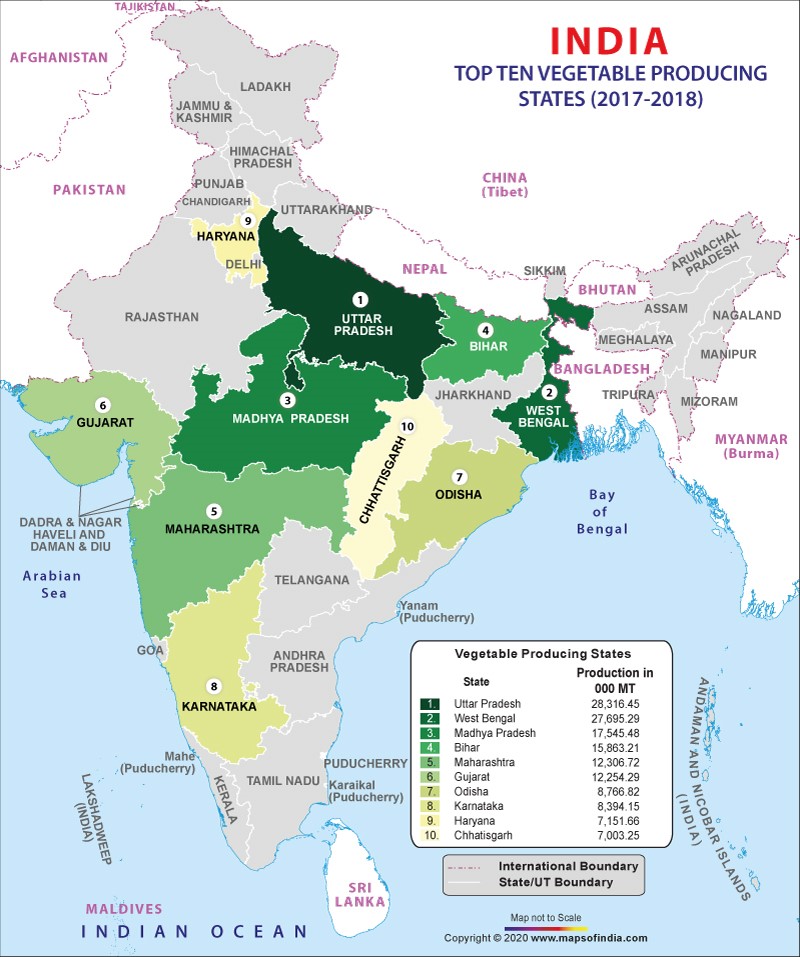 TAJIKISTAN
INDIA
TOP TEN VEGETABLE PRODUCING
STATES (2017-2018)
AFGHANISTAN
LADAKH
JAMMU &
KASHMIR
HIMACHAL
PRADESH
PAKISTAN
PUNJAB
CHANDIGARH
UTTARAKHAND
CHINA
(Tibet)
9
HARYANA
DELHI
NEPAL
SIKKIM
BHUTAN
ARUNACHAL
PRADESH
ASSAM
NAGALAND
MEGHALAYA
MANIPUR
BANGLADESH
TRIPURA
MIZORAM
MYANMAR
(Burma)
RAJASTHAN
1
UTTAR
PRADESH
4
BIHAR
JHARKHAND
2
WEST
BENGAL
3
MADHYA PRADESH
6
GUJARAT
10
CHHATTISGARH
7
ODISHA
DADRA & NAGAR
HAVELI AND
DAMAN & DIU
5
MAHARASHTRA
Bay
of
Bengal
Arabian
Sea
TELANGANA
Yanam
(Puducherry)
GOA
ANDHRA
PRADESH
8
KARNATAKA
Mahe
(Puducherry)
PUDUCHERRY
Karaikal
(Puducherry)
TAMIL NADU
KERALA
LAKSHADWEEP
(INDIA)
ANDAMAN AND NICOBAR ISLANDS
(INDIA)
SRI
LANKA
MALDIVES
INDIAN OCEAN
Vegetable Producing States
State Production in
000 MT
1. Uttar Pradesh 28,316.45
2. West Bengal 27,695.29
3. Madhya Pradesh 17,545.48
4. Bihar 15,863.21
5. Maharashtra 12,306.72
6. Gujarat 12,254.29
7. Odisha 8,766.82
8. Karnataka 8,394.15
9. Haryana 7,151.66
10. Chhatisgarh 7,003.25
International Boundary
State/UT Boundary
Map not to Scale
Copyright © 2020 www.mapsofindia.com